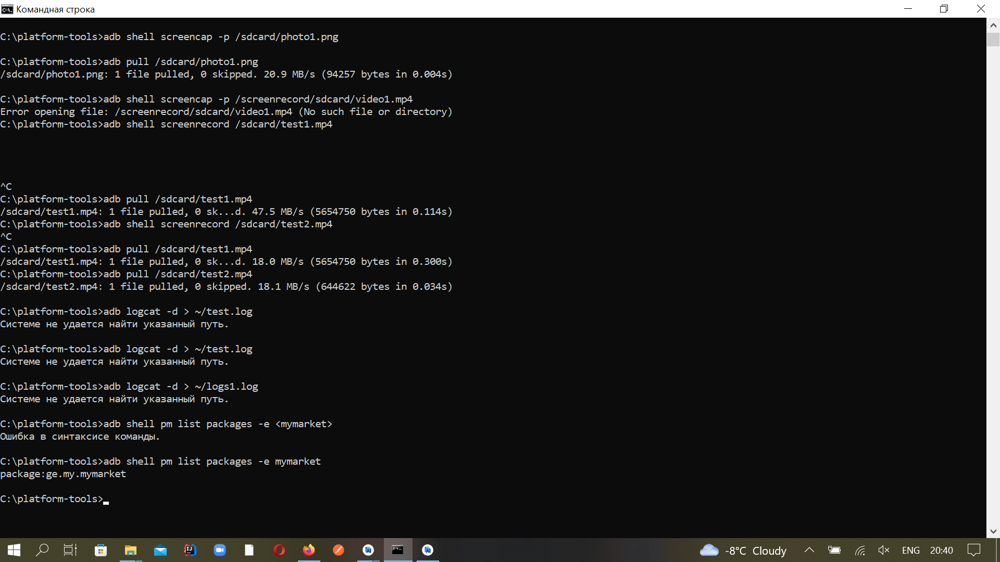 Командная строка
C:\platform-tools>adb shell screencap -p /sdcard/photo1.png
C:\platform-tools>adb pull /sdcard/photo1.png
/sdcard/photo1.png: 1 file pulled, 0 skipped. 20.9 MB/s (94257 bytes in 0.004s)
C:\platform-tools>adb shell screencap -p /screenrecord/sdcard/video1.mp4
Error opening file: /screenrecord/sdcard/video1.mp4 (No such file or directory)
C:\platform-tools>adb shell screenrecord /sdcard/test1.mp4
^C
C:\platform-tools>adb pull /sdcard/test1.mp4
/sdcard/test1.mp4: 1 file pulled, 0 sk...d. 47.5 MB/s (5654750 bytes in 0.114s)
C:\platform-tools>adb shell screenrecord /sdcard/test2.mp4
^C
C:\platform-tools>adb pull /sdcard/test1.mp4
/sdcard/test1.mp4: 1 file pulled, 0 sk...d. 18.0 MB/s (5654750 bytes in 0.300s)
C:\platform-tools>adb pull /sdcard/test2.mp4
/sdcard/test2.mp4: 1 file pulled, 0 skipped. 18.1 MB/s (644622 bytes in 0.034s)
C:\platform-tools>adb logcat -d > ~/test.log
Системе не удается найти указанный путь.
C:\platform-tools>adb logcat -d > ~/test.log
Системе не удается найти указанный путь.
C:\platform-tools>adb logcat -d > ~/logs1.log
Системе не удается найти указанный путь.
C:\platform-tools>adb shell pm list packages -e <mymarket>
Ошибка в синтаксисе команды.
C:\platform-tools>adb shell pm list packages -e mymarket
package:ge.my.mymarket
C:\platform-tools>
-8°C Cloudy ENG 20:40